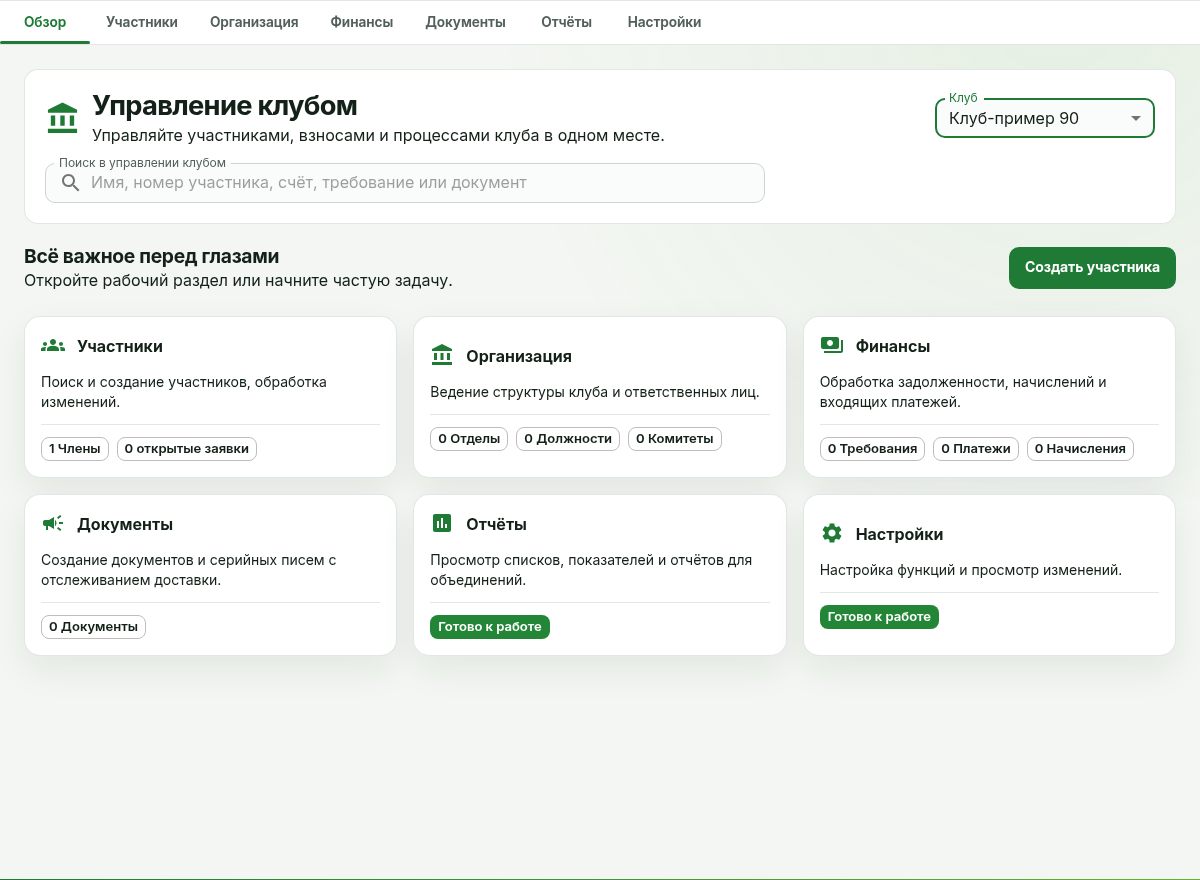 Обзор
Участники
Организация
Финансы
Документы
Отчёты
Настройки
Управление клубом
Управляйте участниками, взносами и процессами клуба в одном месте.
Клуб
Клуб-пример 90
Поиск в управлении клубом
Имя, номер участника, счёт, требование или документ
Всё важное перед глазами
Откройте рабочий раздел или начните частую задачу.
Создать участника
Участники
Поиск и создание участников, обработка
изменений.
1 Члены
0 открытые заявки
Организация
Ведение структуры клуба и ответственных лиц.
0 Отделы
0 Должности
0 Комитеты
Финансы
Обработка задолженности, начислений и
входящих платежей.
0 Требования
0 Платежи
0 Начисления
Документы
Создание документов и серийных писем с
отслеживанием доставки.
0 Документы
Отчёты
Просмотр списков, показателей и отчётов для
объединений.
Готово к работе
Настройки
Настройка функций и просмотр изменений.
Готово к работе